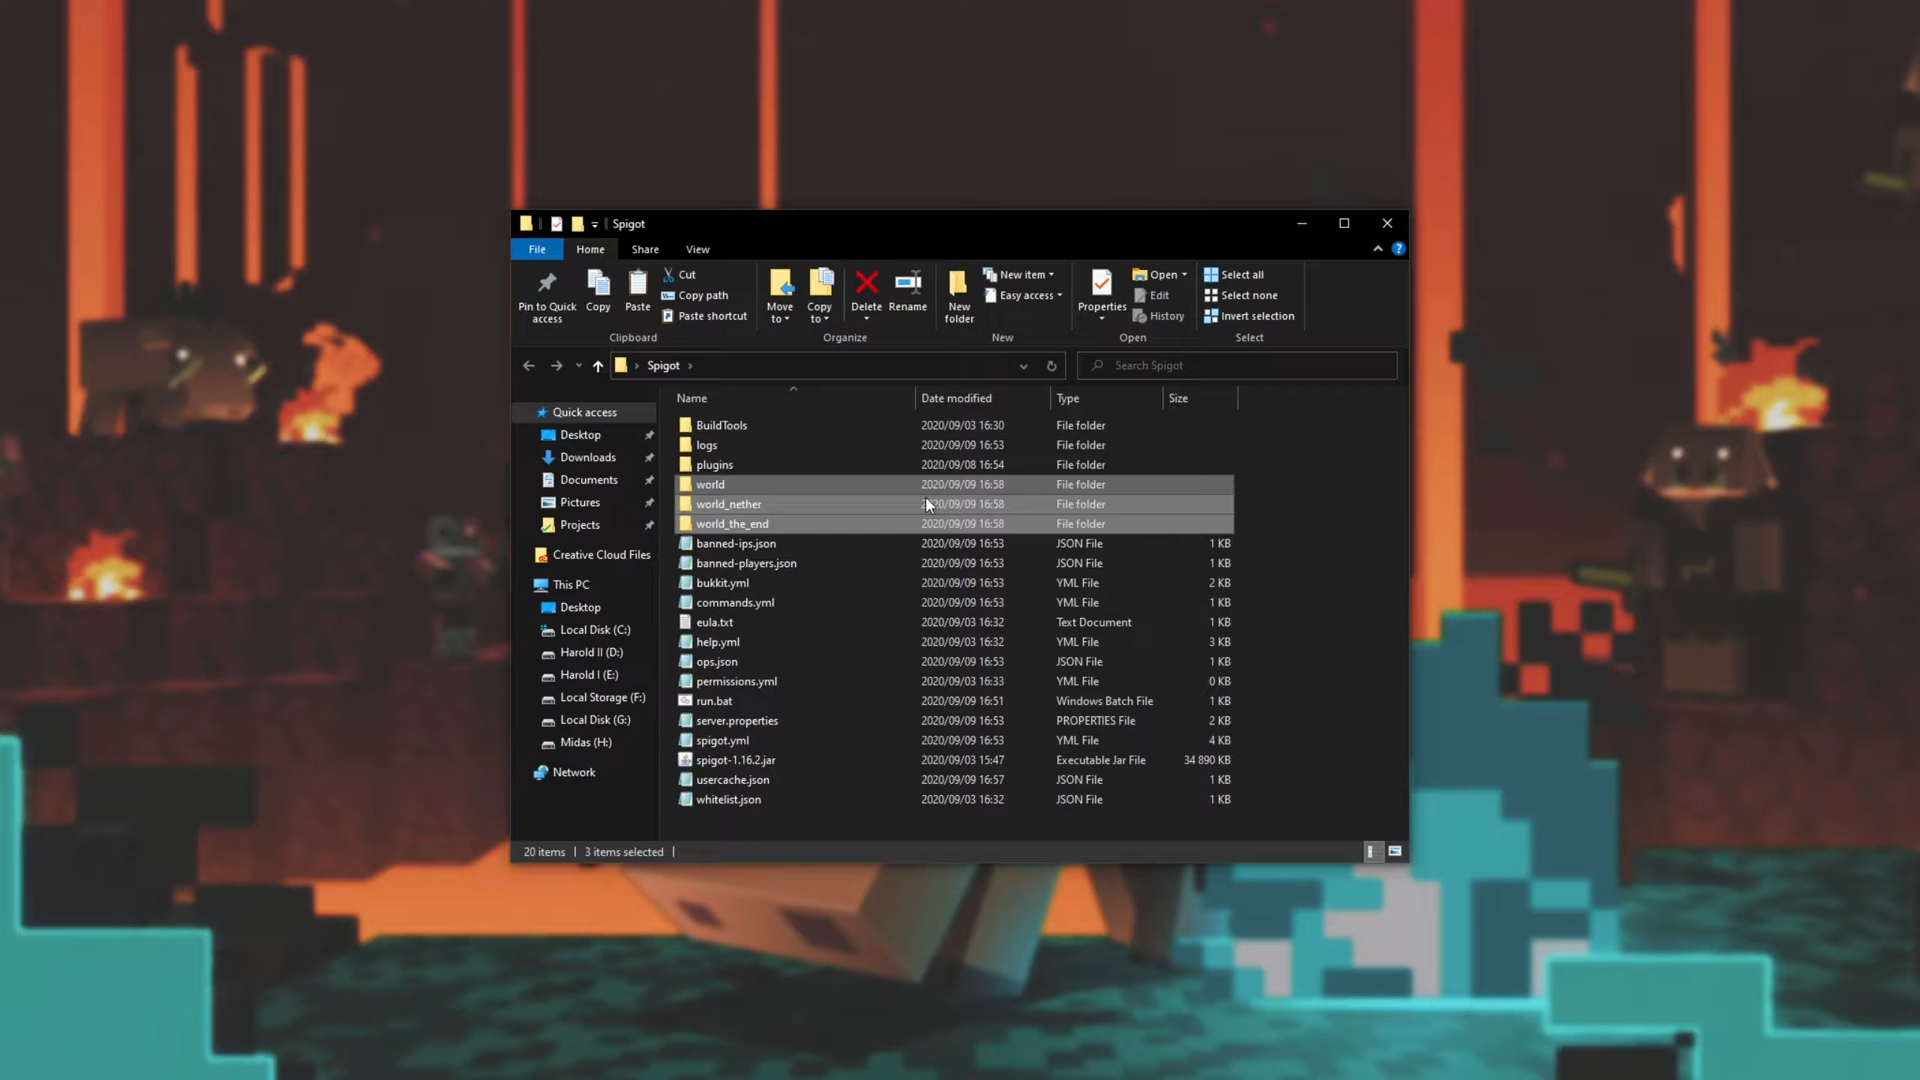 Spigot
File Home Share View
Pin to Quick access
Copy
Paste
Cut
Copy path
Paste shortcut
Move to
Copy to
Delete
Rename
New folder
New item
Easy access
Properties
Open
Edit
History
Select all
Select none
Invert selection
Clipboard Organize New Open Select
Spigot
Search Spigot
Name Date modified Type Size
Quick access
Desktop
Downloads
Documents
Pictures
Projects
Creative Cloud Files
This PC
Desktop
Local Disk (C:)
Harold II (D:)
Harold I (E:)
Local Storage (F:)
Local Disk (G:)
Midas (H:)
Network
BuildTools 2020/09/03 16:30 File folder
logs 2020/09/09 16:53 File folder
plugins 2020/09/08 16:54 File folder
world 2020/09/09 16:58 File folder
world_nether 2020/09/09 16:58 File folder
world_the_end 2020/09/09 16:58 File folder
banned-ips.json 2020/09/09 16:53 JSON File 1 KB
banned-players.json 2020/09/09 16:53 JSON File 1 KB
bukkit.yml 2020/09/09 16:53 YML File 2 KB
commands.yml 2020/09/09 16:53 YML File 1 KB
eula.txt 2020/09/03 16:32 Text Document 1 KB
help.yml 2020/09/03 16:32 YML File 3 KB
ops.json 2020/09/09 16:53 JSON File 1 KB
permissions.yml 2020/09/03 16:33 YML File 0 KB
run.bat 2020/09/09 16:51 Windows Batch File 1 KB
server.properties 2020/09/09 16:53 PROPERTIES File 2 KB
spigot.yml 2020/09/09 16:53 YML File 4 KB
spigot-1.16.2.jar 2020/09/03 15:47 Executable Jar File 34 890 KB
usercache.json 2020/09/09 16:57 JSON File 1 KB
whitelist.json 2020/09/03 16:32 JSON File 1 KB
20 items 3 items selected